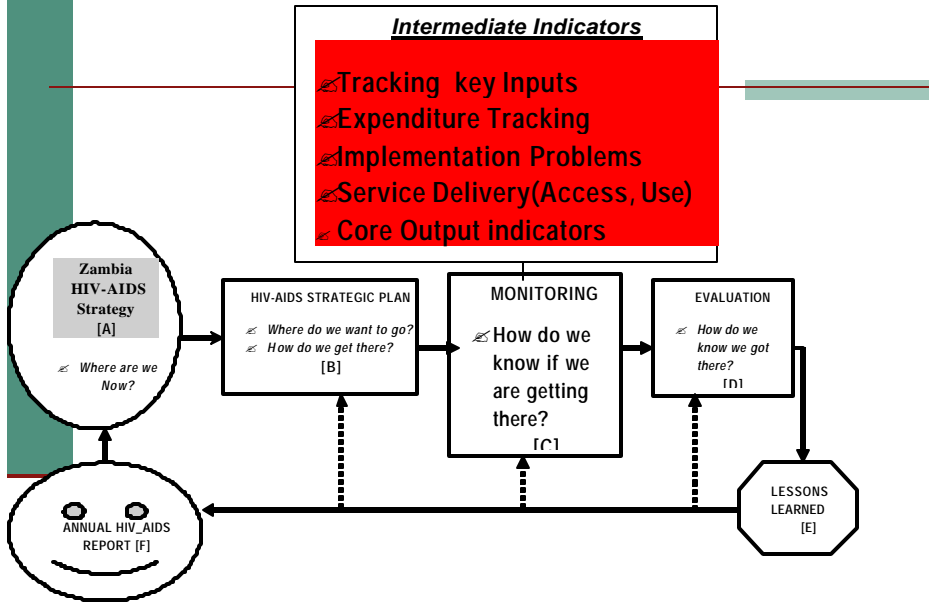 Intermediate Indicators
Tracking key Inputs
Expenditure Tracking
Implementation Problems
Service Delivery(Access, Use)
Core Output indicators
Zambia
HIV-AIDS
Strategy
[A]
Where are we
Now?
HIV-AIDS STRATEGIC PLAN
Where do we want to go?
How do we get there?
[B]
MONITORING
How do we
know if we
are getting
there?
[C]
EVALUATION
How do we
know we got
there?
[D]
LESSONS
LEARNED
[E]
ANNUAL HIV_AIDS
REPORT [F]